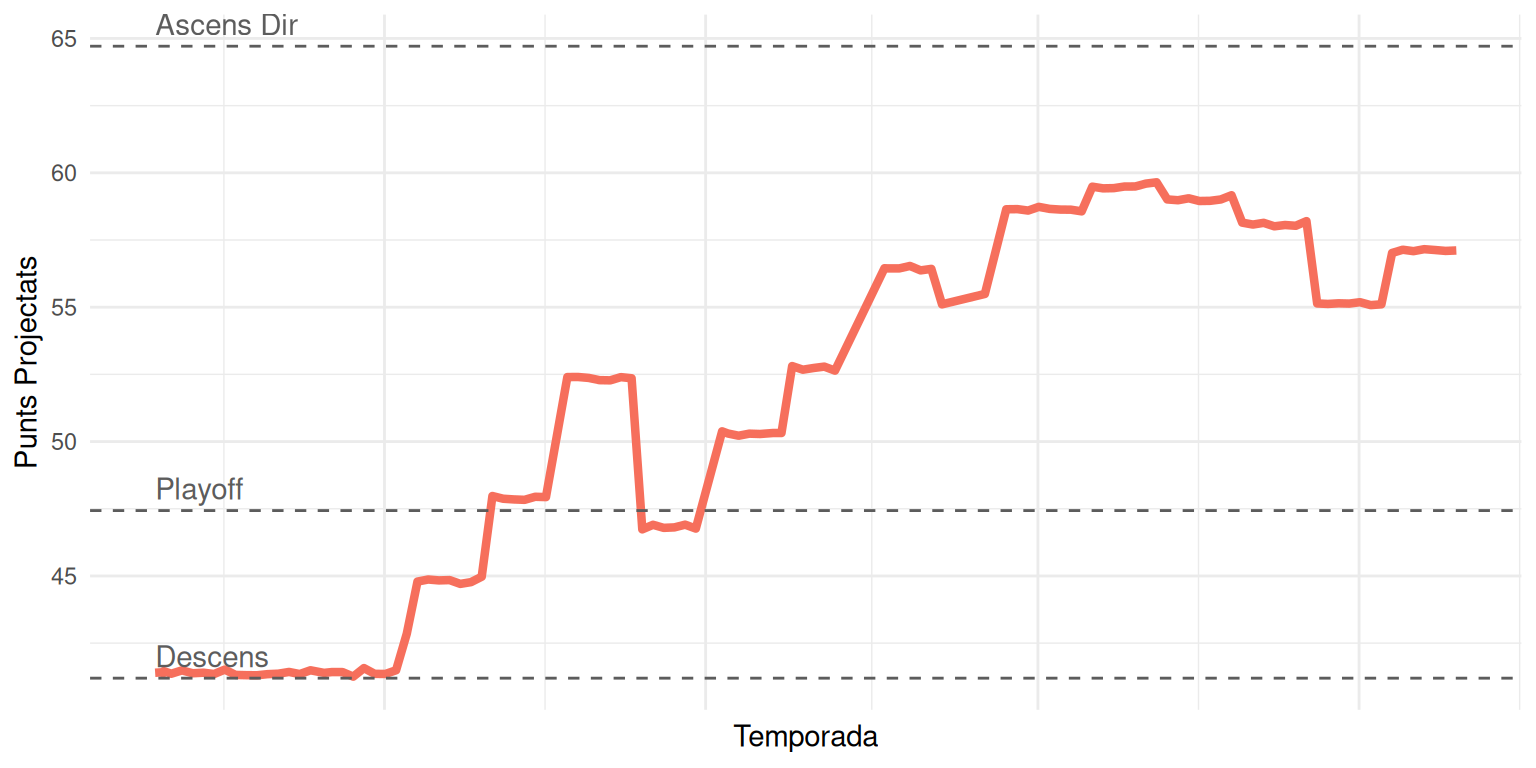 Ascens Dir
65
60
55
50
Playoff
45
Descens
Punts Projectats
Temporada